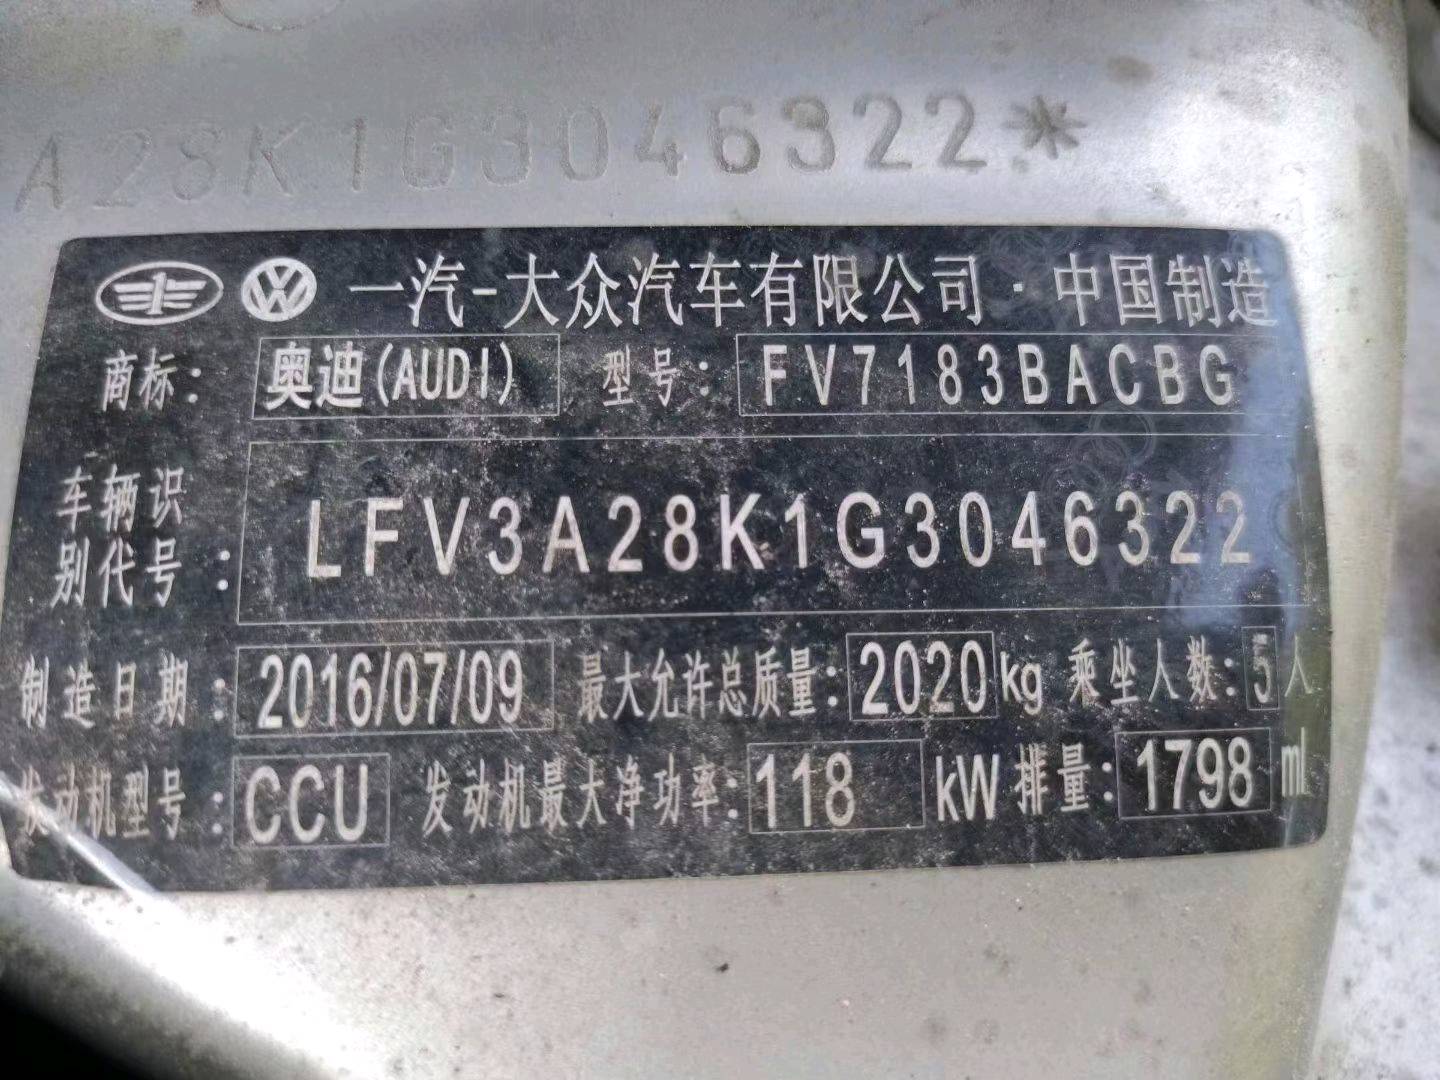 A28K1G3046322*
一汽-大众汽车有限公司·中国制造
商标: 奥迪(AUDI) 型号: FV7183BACBG
车辆识别代号: LFV3A28K1G3046322
制造日期: 2016/07/09 最大允许总质量: 2020 kg 乘坐人数: 5 人
发动机型号: CCU 发动机最大净功率: 118 kW 排量: 1798 ml